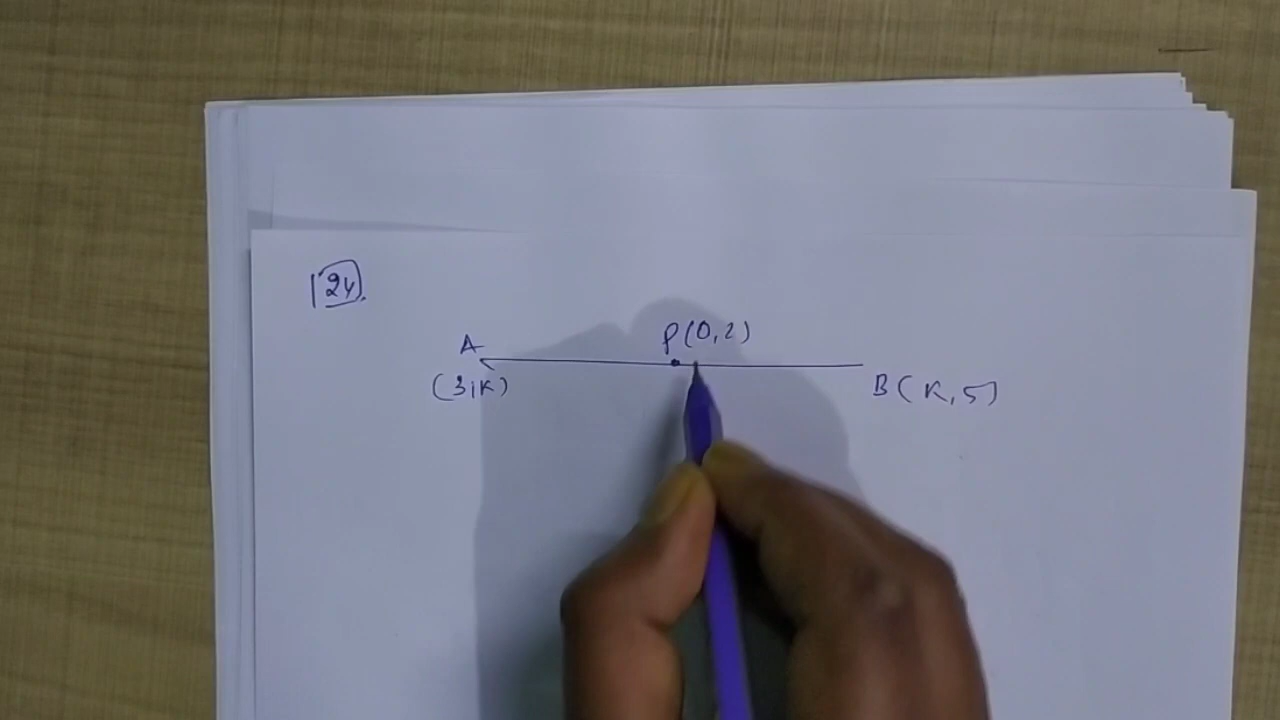 24.
P(0,2)
A
(3,K)
B(K,5)